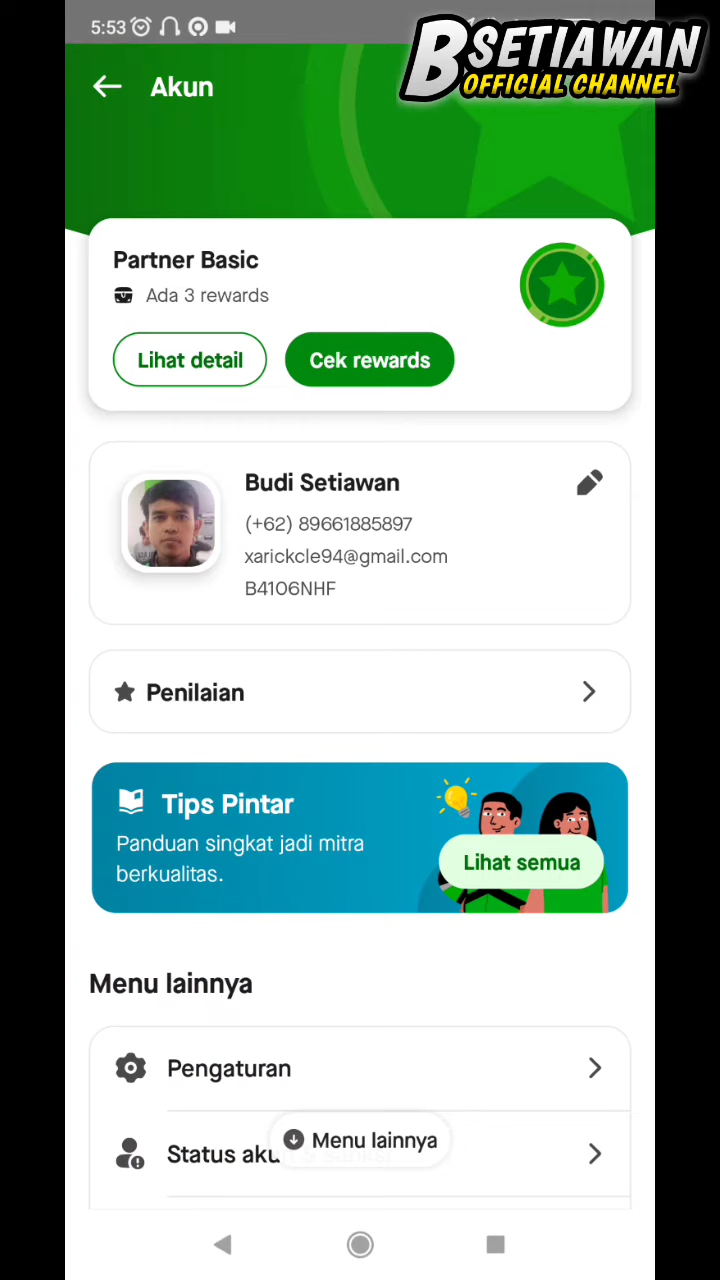 5:53
BSETIAWAN
OFFICIAL CHANNEL
Akun
Partner Basic
Ada 3 rewards
Lihat detail
Cek rewards
Budi Setiawan
(+62) 89661885897
xarickcle94@gmail.com
B4106NHF
Penilaian
Tips Pintar
Panduan singkat jadi mitra
berkualitas.
Lihat semua
Menu lainnya
Pengaturan
Menu lainnya
Status aku